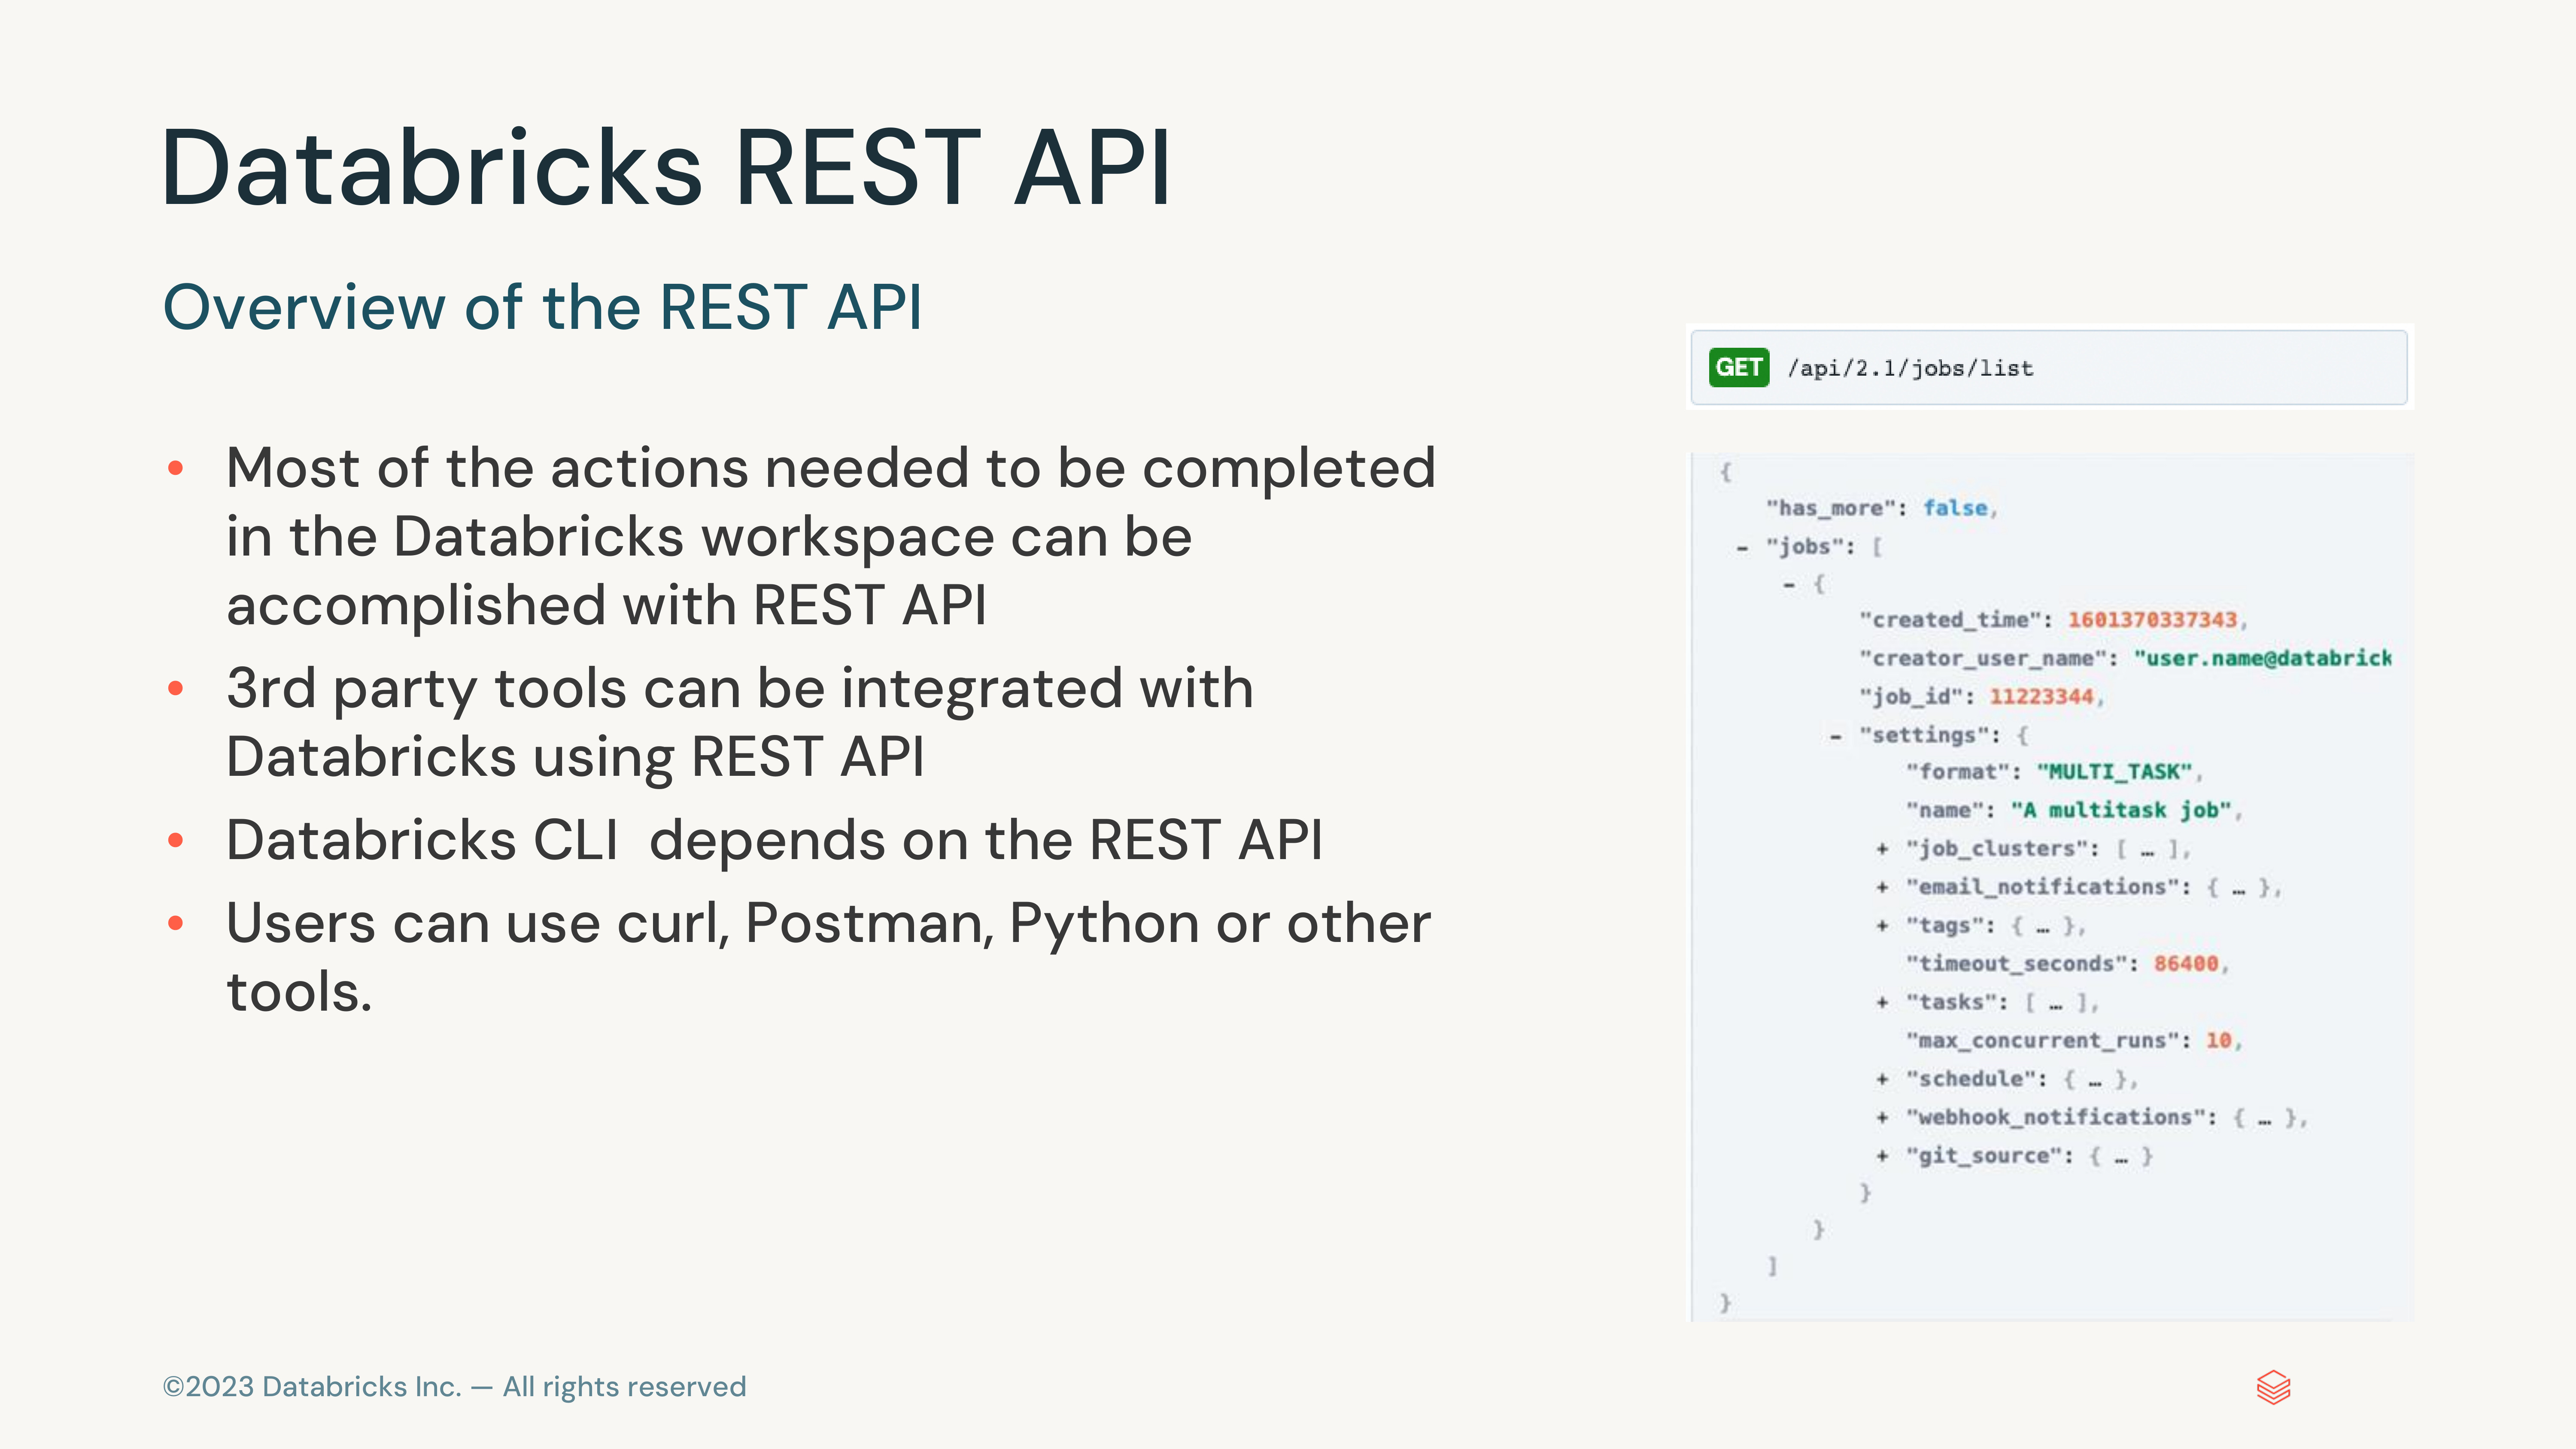 Databricks REST API
Overview of the REST API
• Most of the actions needed to be completed
in the Databricks workspace can be
accomplished with REST API
• 3rd party tools can be integrated with
Databricks using REST API
• Databricks CLI  depends on the REST API
• Users can use curl, Postman, Python or other
tools.
GET /api/2.1/jobs/list
{
"has_more": false,
- "jobs": [
- {
"created_time": 1601370337343,
"creator_user_name": "user.name@databrick
"job_id": 11223344,
- "settings": {
"format": "MULTI_TASK",
"name": "A multitask job",
+ "job_clusters": [ … ],
+ "email_notifications": { … },
+ "tags": { … },
"timeout_seconds": 86400,
+ "tasks": [ … ],
"max_concurrent_runs": 10,
+ "schedule": { … },
+ "webhook_notifications": { … },
+ "git_source": { … }
}
}
]
}
©2023 Databricks Inc. — All rights reserved